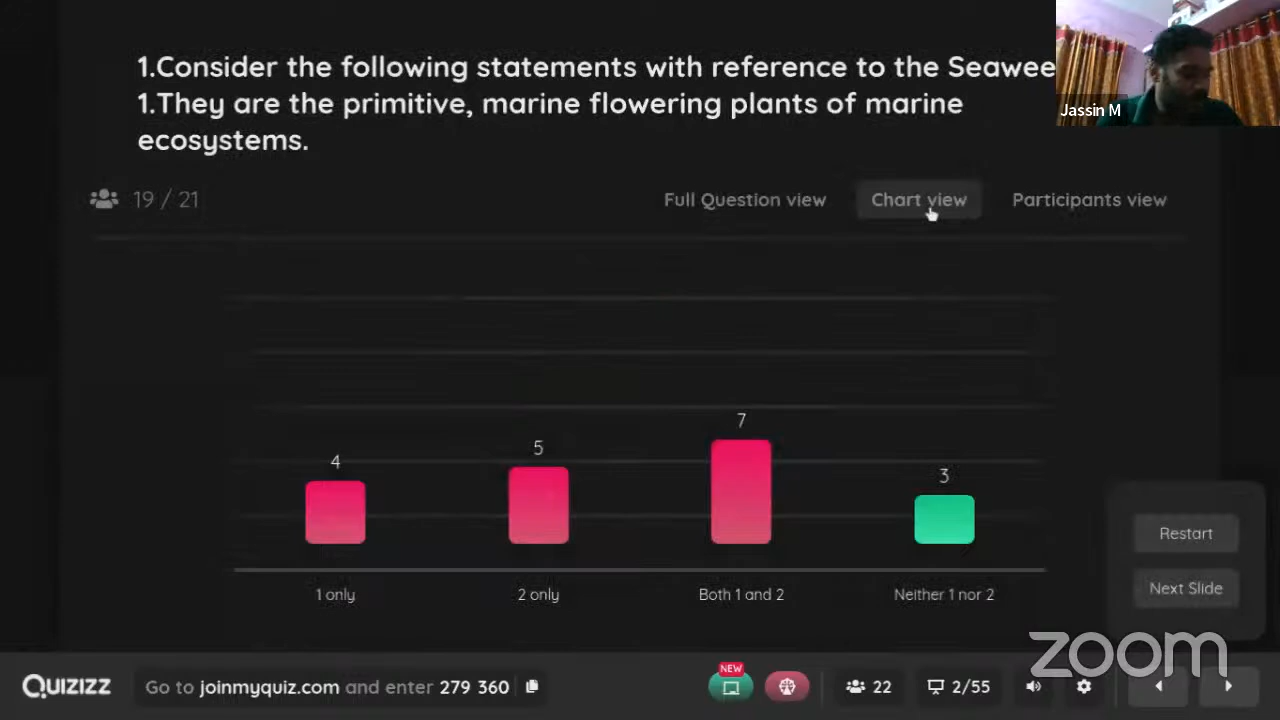 1.Consider the following statements with reference to the Seawee
1.They are the primitive, marine flowering plants of marine
ecosystems.
Jassin M
19 / 21
Full Question view
Chart view
Participants view
4
5
7
3
1 only
2 only
Both 1 and 2
Neither 1 nor 2
Restart
Next Slide
zoom
Quizizz
Go to joinmyquiz.com and enter 279 360
NEW
22
2/55